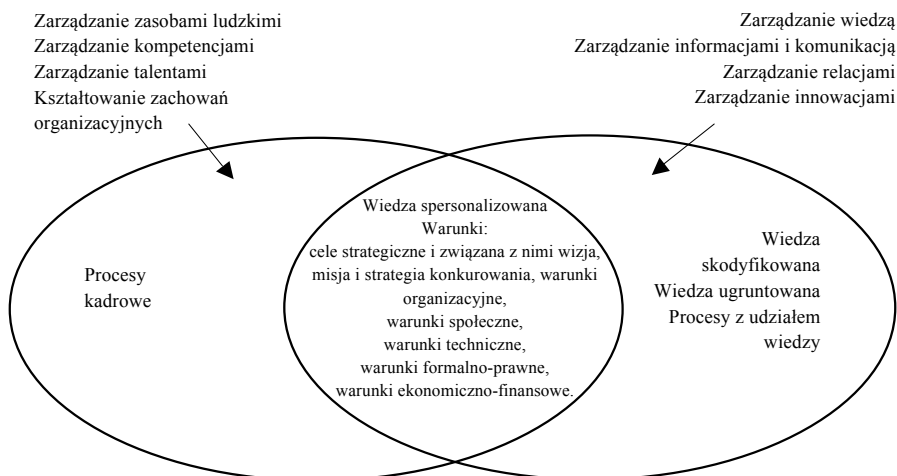 Zarządzanie zasobami ludzkimi
Zarządzanie kompetencjami
Zarządzanie talentami
Kształtowanie zachowań
organizacyjnych
Zarządzanie wiedzą
Zarządzanie informacjami i komunikacją
Zarządzanie relacjami
Zarządzanie innowacjami
Procesy
kadrowe
Wiedza spersonalizowana
Warunki:
cele strategiczne i związana z nimi wizja,
misja i strategia konkurowania, warunki
organizacyjne,
warunki społeczne,
warunki techniczne,
warunki formalno-prawne,
warunki ekonomiczno-finansowe.
Wiedza
skodyfikowana
Wiedza ugruntowana
Procesy z udziałem
wiedzy